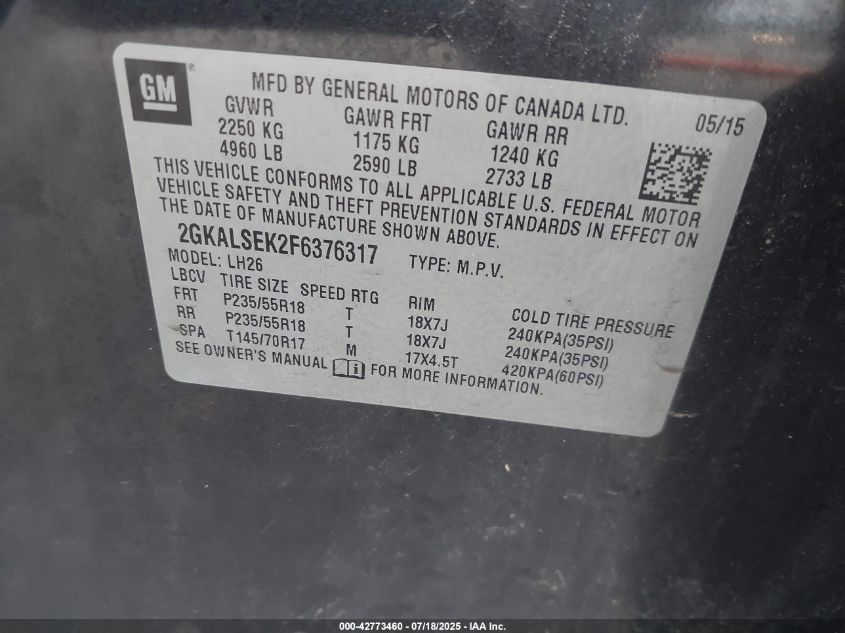 GM ® MFD BY GENERAL MOTORS OF CANADA LTD. 05/15
GVWR GAWR FRT GAWR RR
2250 KG 1175 KG 1240 KG
4960 LB 2590 LB 2733 LB
THIS VEHICLE CONFORMS TO ALL APPLICABLE U.S. FEDERAL MOTOR
VEHICLE SAFETY AND THEFT PREVENTION STANDARDS IN EFFECT ON
THE DATE OF MANUFACTURE SHOWN ABOVE.
2GKALSEK2F6376317 TYPE: M.P.V.
MODEL: LH26
LBCV TIRE SIZE SPEED RTG RIM COLD TIRE PRESSURE
FRT P235/55R18 T 18X7J 240KPA(35PSI)
RR P235/55R18 T 18X7J 240KPA(35PSI)
SPA T145/70R17 M 17X4.5T 420KPA(60PSI)
SEE OWNER'S MANUAL FOR MORE INFORMATION.
000-42773460 - 07/18/2025 - IAA Inc.